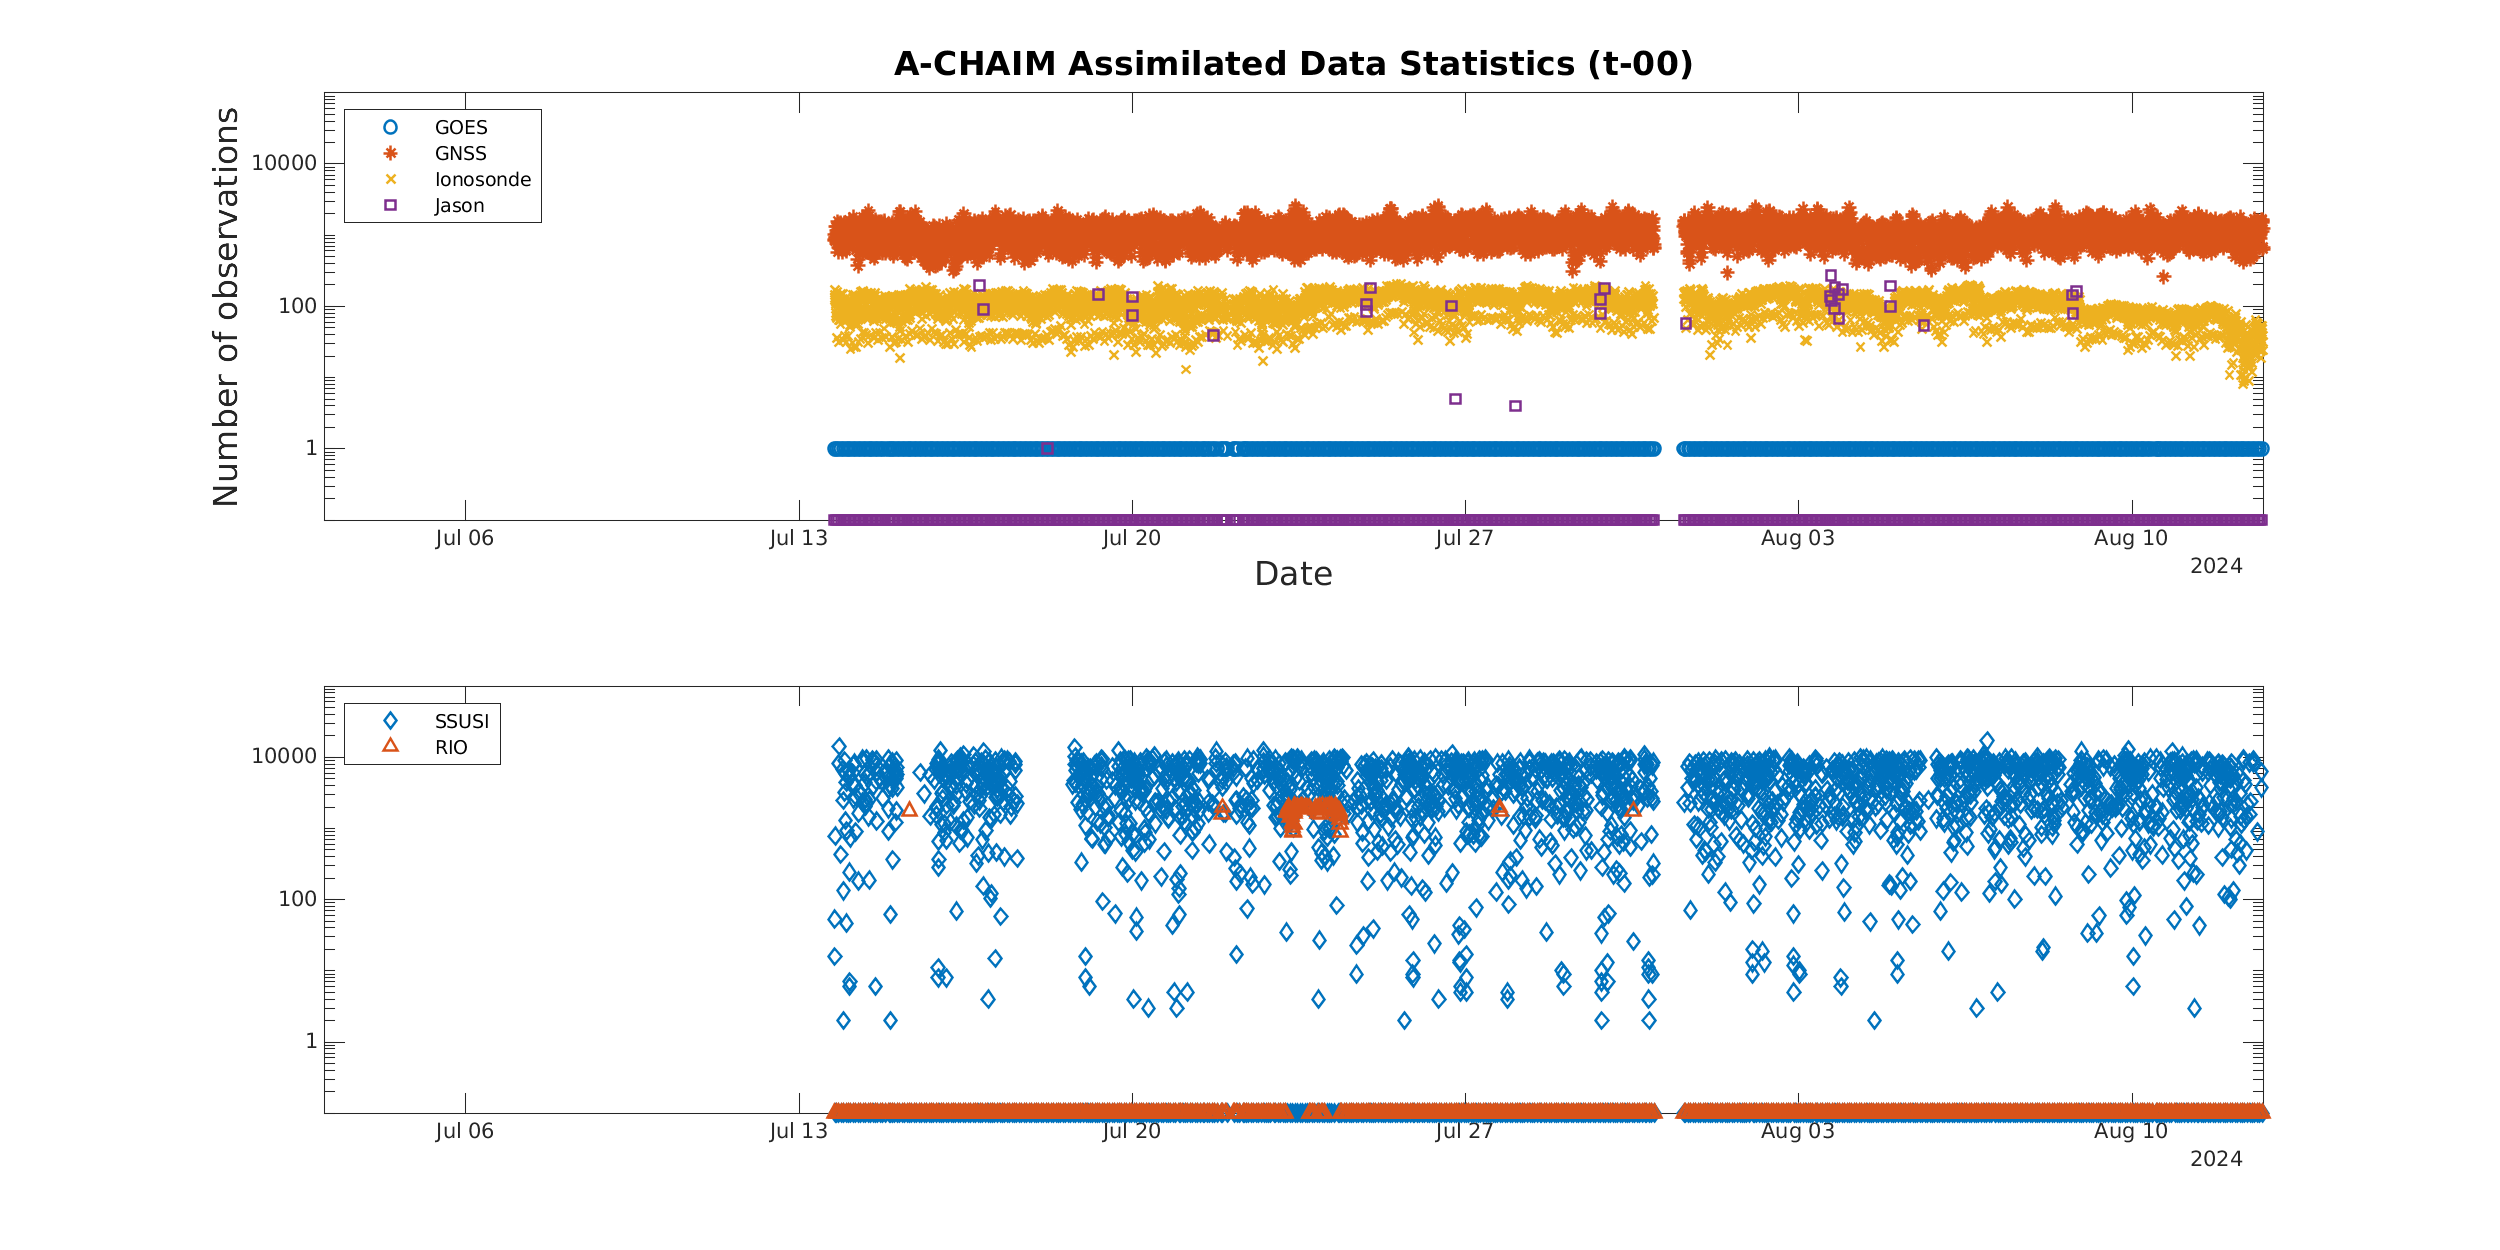 A-CHAIM Assimilated Data Statistics (t-00)
Number of observations
10000
100
1
GOES
GNSS
Ionosonde
Jason
Jul 06
Jul 13
Jul 20
Jul 27
Aug 03
Aug 10
2024
Date
10000
100
1
SSUSI
RIO
Jul 06
Jul 13
Jul 20
Jul 27
Aug 03
Aug 10
2024